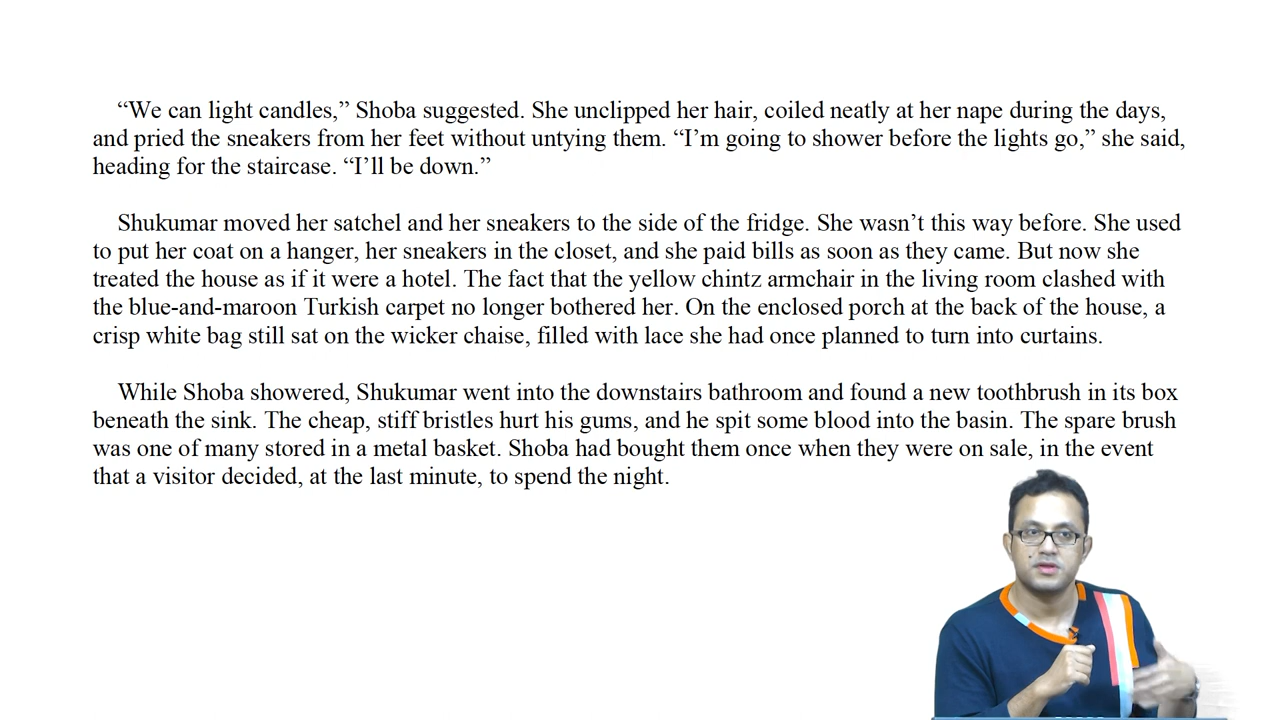 “We can light candles,” Shoba suggested. She unclipped her hair, coiled neatly at her nape during the days,
and pried the sneakers from her feet without untying them. “I’m going to shower before the lights go,” she said,
heading for the staircase. “I’ll be down.”
Shukumar moved her satchel and her sneakers to the side of the fridge. She wasn’t this way before. She used
to put her coat on a hanger, her sneakers in the closet, and she paid bills as soon as they came. But now she
treated the house as if it were a hotel. The fact that the yellow chintz armchair in the living room clashed with
the blue-and-maroon Turkish carpet no longer bothered her. On the enclosed porch at the back of the house, a
crisp white bag still sat on the wicker chaise, filled with lace she had once planned to turn into curtains.
While Shoba showered, Shukumar went into the downstairs bathroom and found a new toothbrush in its box
beneath the sink. The cheap, stiff bristles hurt his gums, and he spit some blood into the basin. The spare brush
was one of many stored in a metal basket. Shoba had bought them once when they were on sale, in the event
that a visitor decided, at the last minute, to spend the night.